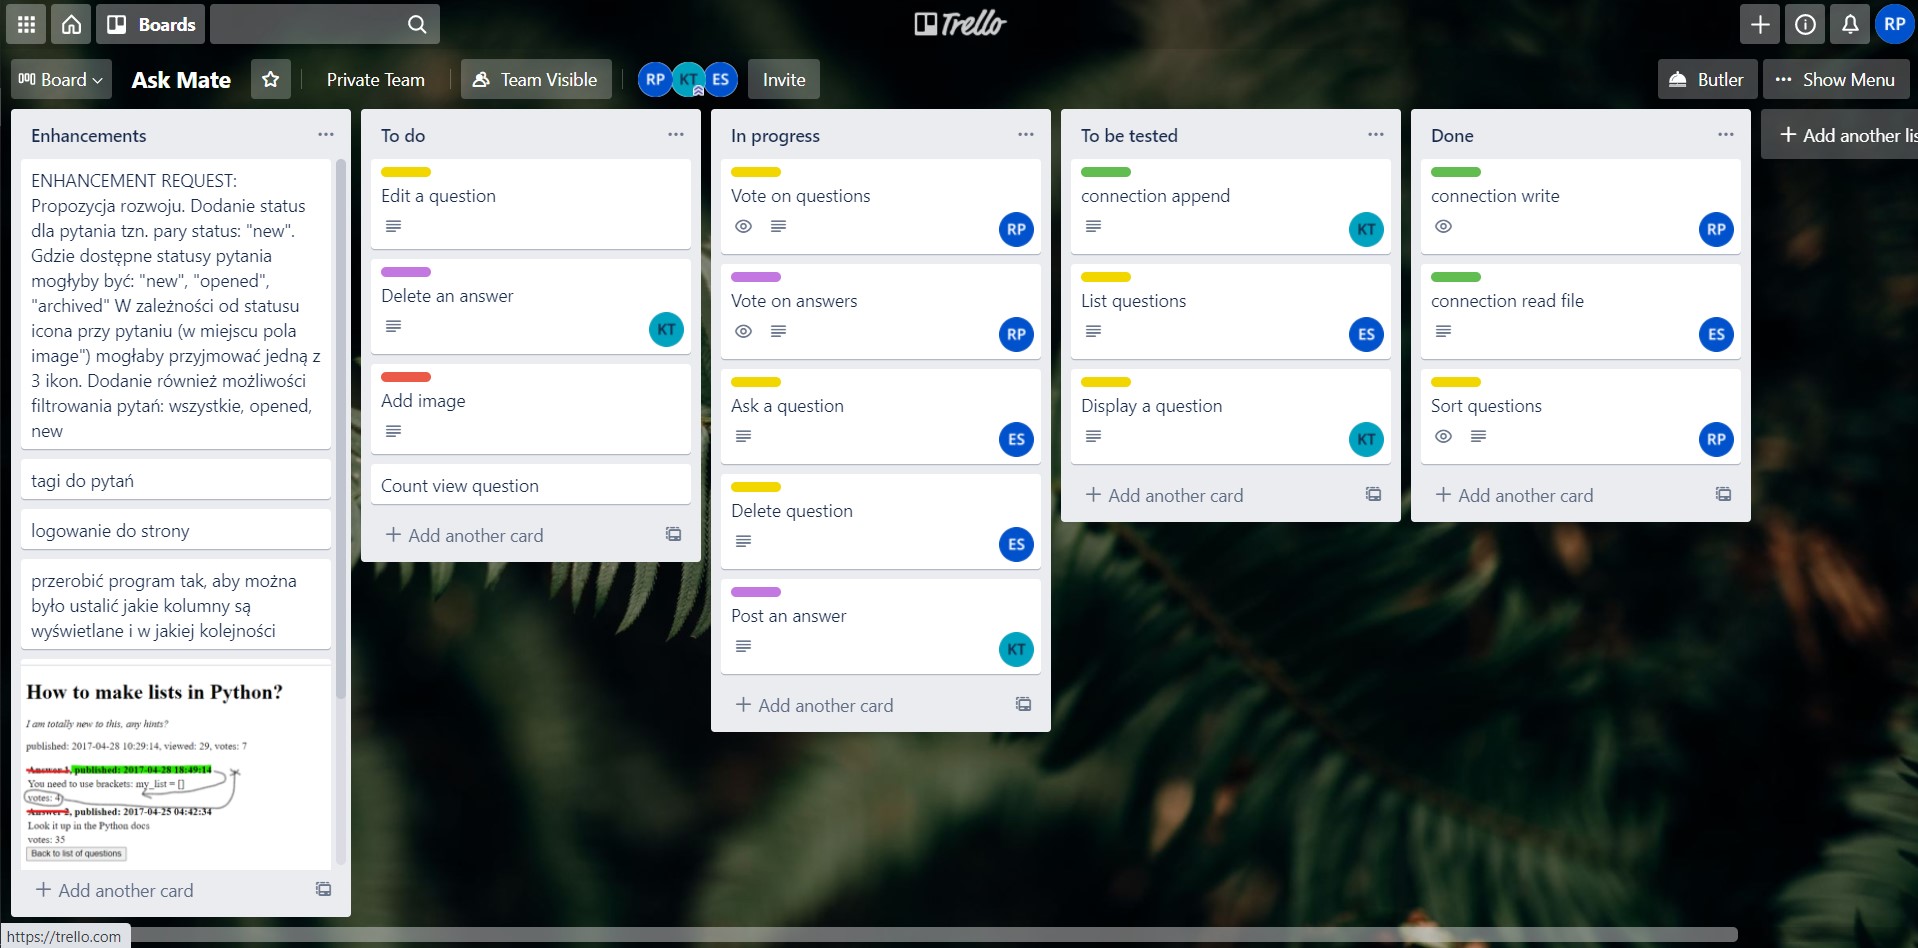 Boards
Trello
RP
Board
Ask Mate
Private Team
Team Visible
RP
KT
ES
Invite
Butler
Show Menu
Enhancements
ENHANCEMENT REQUEST:
Propozycja rozwoju. Dodanie status
dla pytania tzn. pary status: "new".
Gdzie dostępne statusy pytania
mogłyby być: "new", "opened",
"archived" W zależności od statusu
icona przy pytaniu (w miejscu pola
image") mogłaby przyjmować jedną z
3 ikon. Dodanie również możliwości
filtrowania pytań: wszystkie, opened,
new
tagi do pytań
logowanie do strony
przerobić program tak, aby można
było ustalić jakie kolumny są
wyświetlane i w jakiej kolejności
How to make lists in Python?
I am totally new to this, any hints?
published: 2017-04-28 10:29:14, viewed: 29, votes: 7
Answer 1, published: 2017-04-28 18:49:14
You need to use brackets: my_list = []
votes: 4
Answer 2, published: 2017-04-25 04:42:34
Look it up in the Python docs
votes: 35
Back to list of questions
+ Add another card
To do
Edit a question
Delete an answer
KT
Add image
Count view question
+ Add another card
In progress
Vote on questions
RP
Vote on answers
RP
Ask a question
ES
Delete question
ES
Post an answer
KT
+ Add another card
To be tested
connection append
KT
List questions
ES
Display a question
KT
+ Add another card
Done
connection write
RP
connection read file
ES
Sort questions
RP
+ Add another card
+ Add another lis
https://trello.com